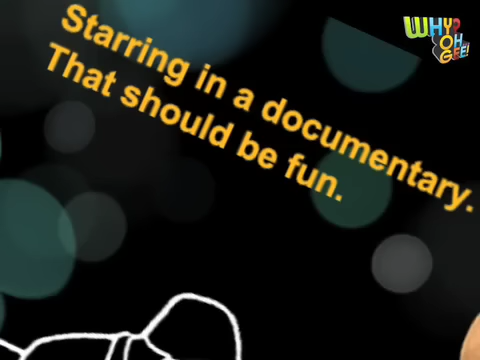 WHY?
OH
GEE!
Starring in a documentary.
That should be fun.